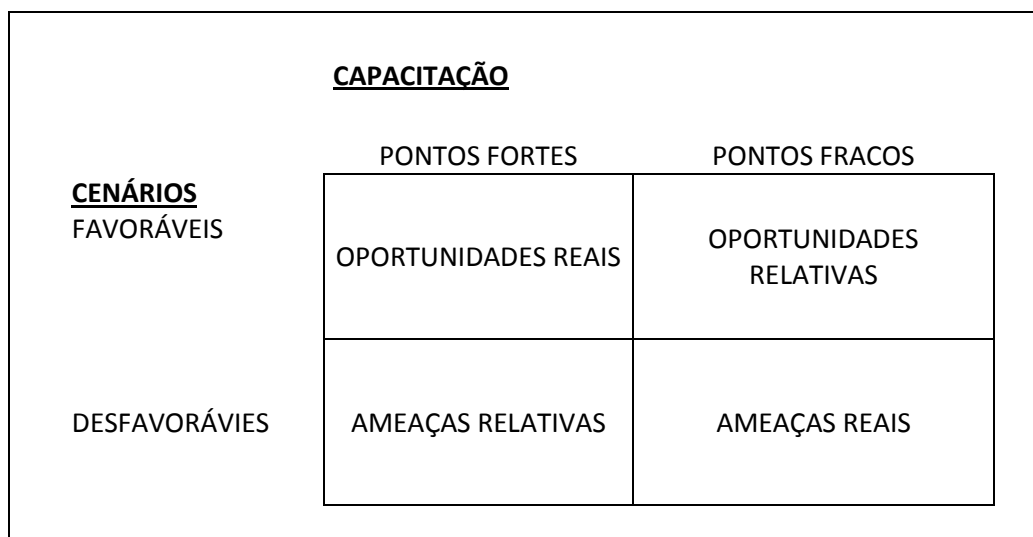 CAPACITAÇÃO
PONTOS FORTES PONTOS FRACOS
CENÁRIOS
FAVORÁVEIS
OPORTUNIDADES REAIS
OPORTUNIDADES
RELATIVAS
DESFAVORÁVIES AMEAÇAS RELATIVAS AMEAÇAS REAIS